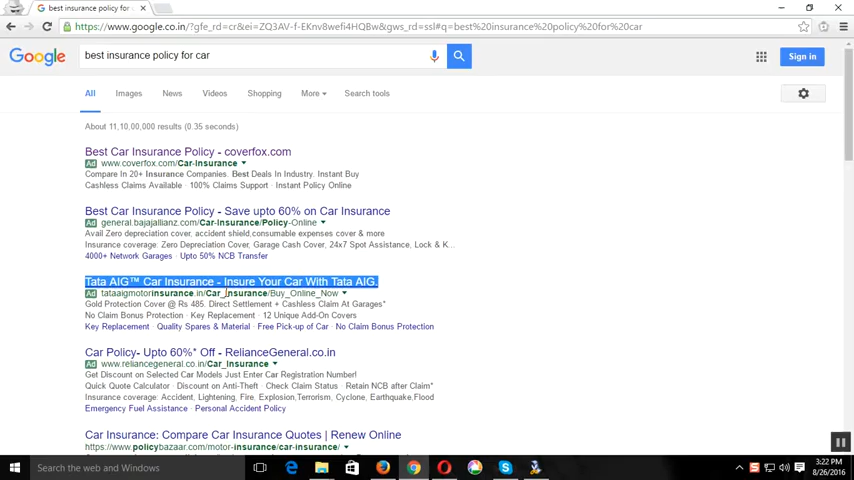 best insurance policy for c
https://www.google.co.in/?gfe_rd=cr&ei=ZQ3AV-f-EKnv8wefi4HQBw&gws_rd=ssl#q=best%20insurance%20policy%20for%20car
Google
best insurance policy for car
Sign in
All Images News Videos Shopping More Search tools
About 11,10,00,000 results (0.35 seconds)
Best Car Insurance Policy - coverfox.com
Ad www.coverfox.com/Car-Insurance
Compare In 20+ Insurance Companies. Best Deals In Industry. Instant Buy
Cashless Claims Available · 100% Claims Support · Instant Policy Online
Best Car Insurance Policy - Save upto 60% on Car Insurance
Ad general.bajajallianz.com/Car-Insurance/Policy-Online
Avail Zero depreciation cover, accident shield,consumable expenses cover & more
Insurance coverage: Zero Depreciation Cover, Garage Cash Cover, 24x7 Spot Assistance, Lock & K...
4000+ Network Garages · Upto 50% NCB Transfer
Tata AIG™ Car Insurance - Insure Your Car With Tata AIG.
Ad tataaigmotorinsurance.in/Car_Insurance/Buy_Online_Now
Gold Protection Cover @ Rs 485. Direct Settlement + Cashless Claim At Garages*
No Claim Bonus Protection · Key Replacement · 12 Unique Add-on Covers
Key Replacement · Quality Spares & Material · Free Pick-up of Car · No Claim Bonus Protection
Car Policy- Upto 60%* Off - RelianceGeneral.co.in
Ad www.reliancegeneral.co.in/Car_Insurance
Get Discount on Selected Car Models Just Enter Car Registration Number!
Quick Quote Calculator · Discount on Anti-Theft · Check Claim Status · Retain NCB after Claim*
Insurance coverage: Accident, Lightening, Fire, Explosion,Terrorism, Cyclone, Earthquake,Flood
Emergency Fuel Assistance · Personal Accident Policy
Car Insurance: Compare Car Insurance Quotes | Renew Online
https://www.policybazaar.com/motor-insurance/car-insurance/
Search the web and Windows
3:22 PM
8/26/2016